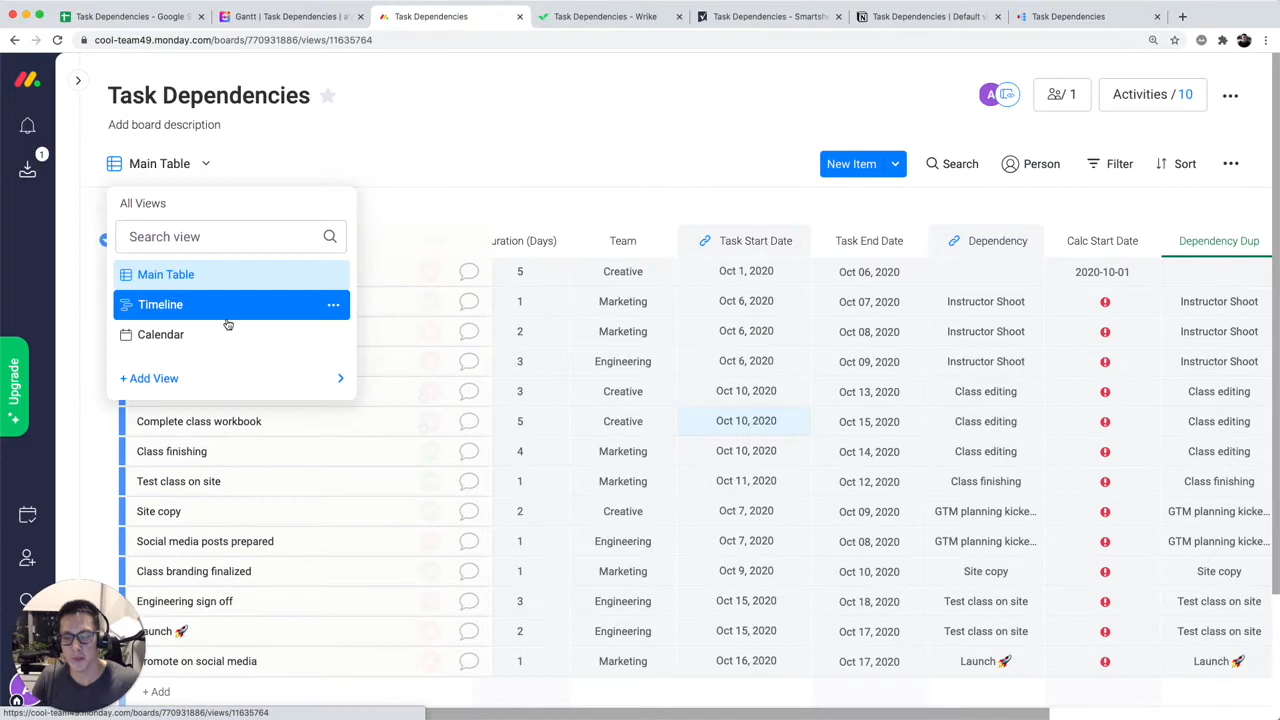 Task Dependencies - Google S
Gantt | Task Dependencies | a
Task Dependencies
Task Dependencies - Wrike
Task Dependencies - Smartsh
Task Dependencies | Default v
Task Dependencies
cool-team49.monday.com/boards/770931886/views/11635764
Task Dependencies
/ 1
Activities / 10
Add board description
1
Main Table
New Item
Search
Person
Filter
Sort
All Views
Search view
Main Table
Timeline
Calendar
+ Add View
Upgrade
uration (Days) Team Task Start Date Task End Date Dependency Calc Start Date Dependency Dup
5 Creative Oct 1, 2020 Oct 06, 2020 2020-10-01
1 Marketing Oct 6, 2020 Oct 07, 2020 Instructor Shoot Instructor Shoot
2 Marketing Oct 6, 2020 Oct 08, 2020 Instructor Shoot Instructor Shoot
3 Engineering Oct 6, 2020 Oct 09, 2020 Instructor Shoot Instructor Shoot
3 Creative Oct 10, 2020 Oct 13, 2020 Class editing Class editing
Complete class workbook 5 Creative Oct 10, 2020 Oct 15, 2020 Class editing Class editing
Class finishing 4 Marketing Oct 10, 2020 Oct 14, 2020 Class editing Class editing
Test class on site 1 Marketing Oct 11, 2020 Oct 12, 2020 Class finishing Class finishing
Site copy 2 Creative Oct 7, 2020 Oct 09, 2020 GTM planning kicke... GTM planning kicke...
Social media posts prepared 1 Engineering Oct 7, 2020 Oct 08, 2020 GTM planning kicke... GTM planning kicke...
Class branding finalized 1 Marketing Oct 9, 2020 Oct 10, 2020 Site copy Site copy
Engineering sign off 3 Engineering Oct 15, 2020 Oct 18, 2020 Test class on site Test class on site
aunch 🚀 2 Engineering Oct 15, 2020 Oct 17, 2020 Test class on site Test class on site
romote on social media 1 Marketing Oct 16, 2020 Oct 17, 2020 Launch 🚀 Launch 🚀
+ Add
https://cool-team49.monday.com/boards/770931886/views/11635764